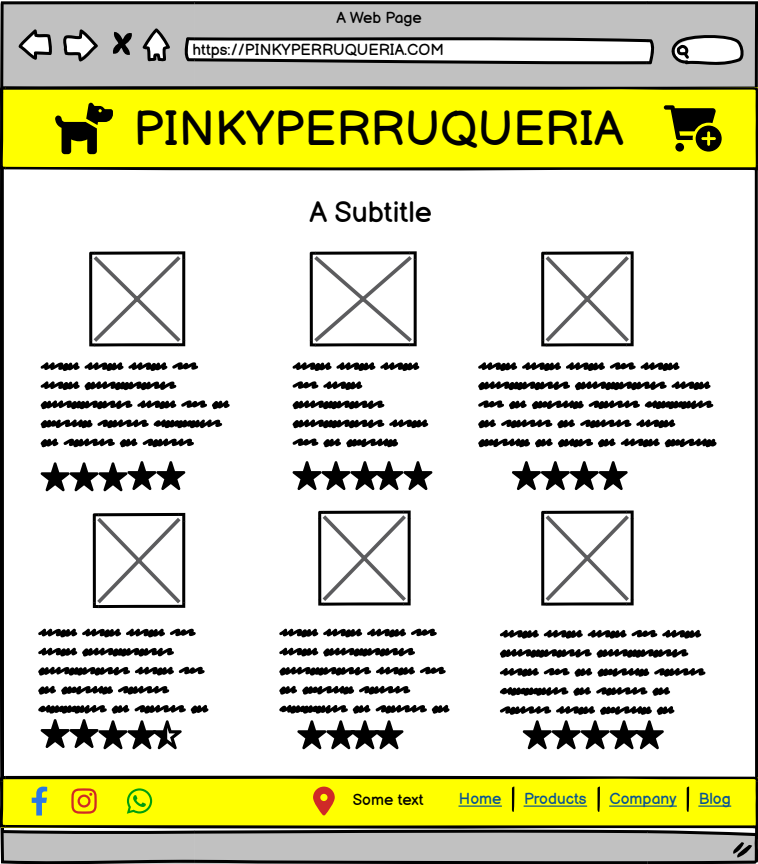 A Web Page
https://PINKYPERRUQUERIA.COM
PINKYPERRUQUERIA
A Subtitle
Some text
Home | Products | Company | Blog